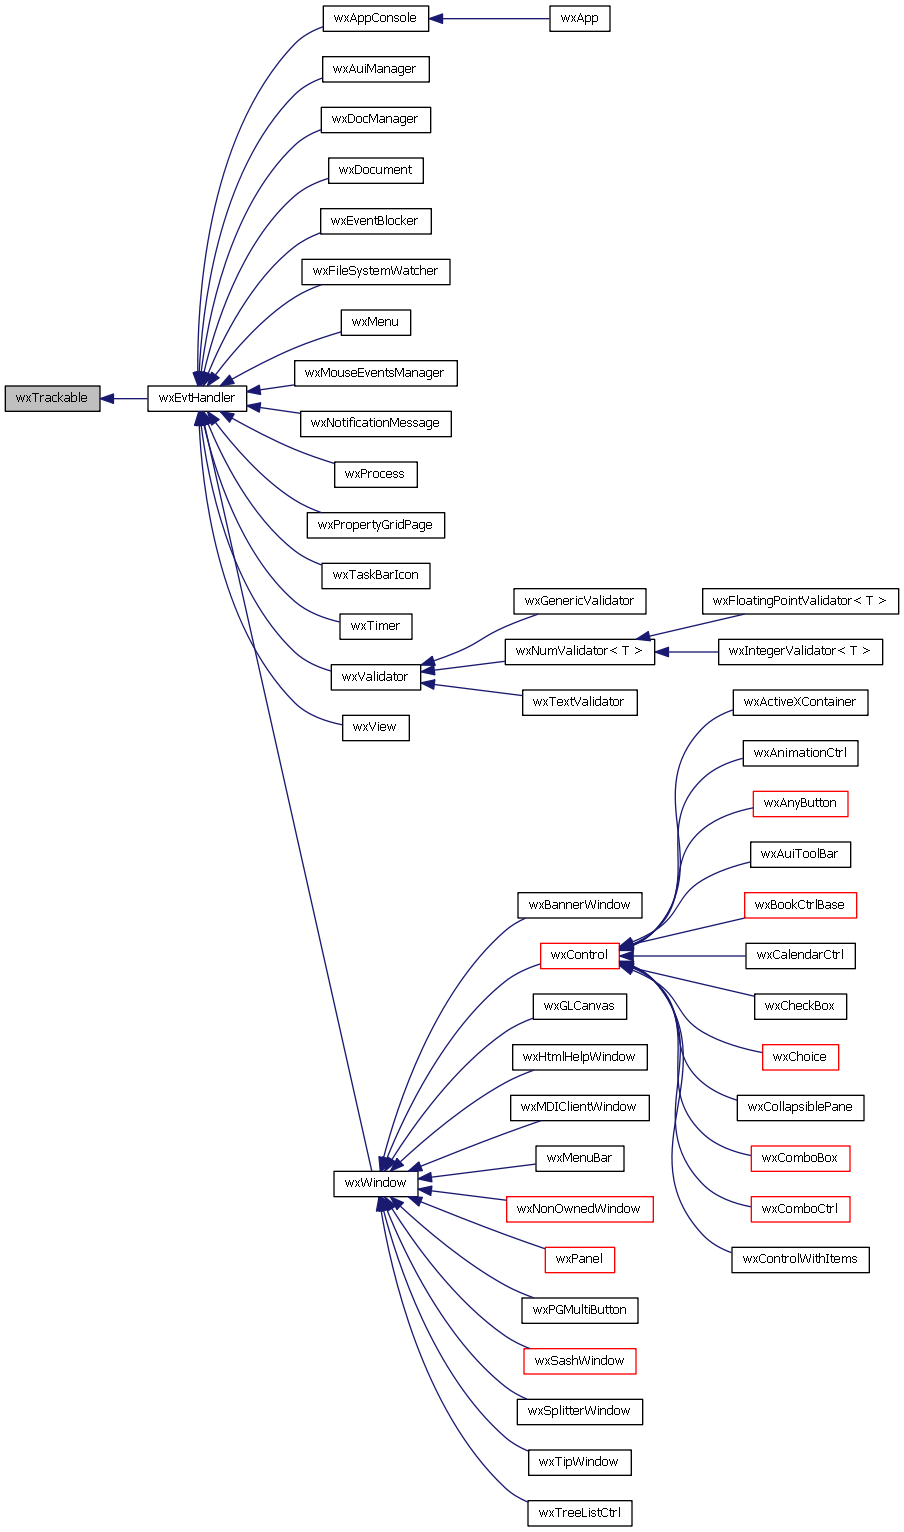 wxAppConsole
wxApp
wxAuiManager
wxDocManager
wxDocument
wxEventBlocker
wxFileSystemWatcher
wxMenu
wxMouseEventsManager
wxTrackable
wxEvtHandler
wxNotificationMessage
wxProcess
wxPropertyGridPage
wxTaskBarIcon
wxGenericValidator
wxFloatingPointValidator< T >
wxTimer
wxNumValidator< T >
wxIntegerValidator< T >
wxValidator
wxTextValidator
wxActiveXContainer
wxView
wxAnimationCtrl
wxAnyButton
wxAuiToolBar
wxBannerWindow
wxBookCtrlBase
wxControl
wxCalendarCtrl
wxGLCanvas
wxCheckBox
wxHtmlHelpWindow
wxChoice
wxMDIClientWindow
wxCollapsiblePane
wxMenuBar
wxComboBox
wxWindow
wxNonOwnedWindow
wxComboCtrl
wxPanel
wxControlWithItems
wxPGMultiButton
wxSashWindow
wxSplitterWindow
wxTipWindow
wxTreeListCtrl